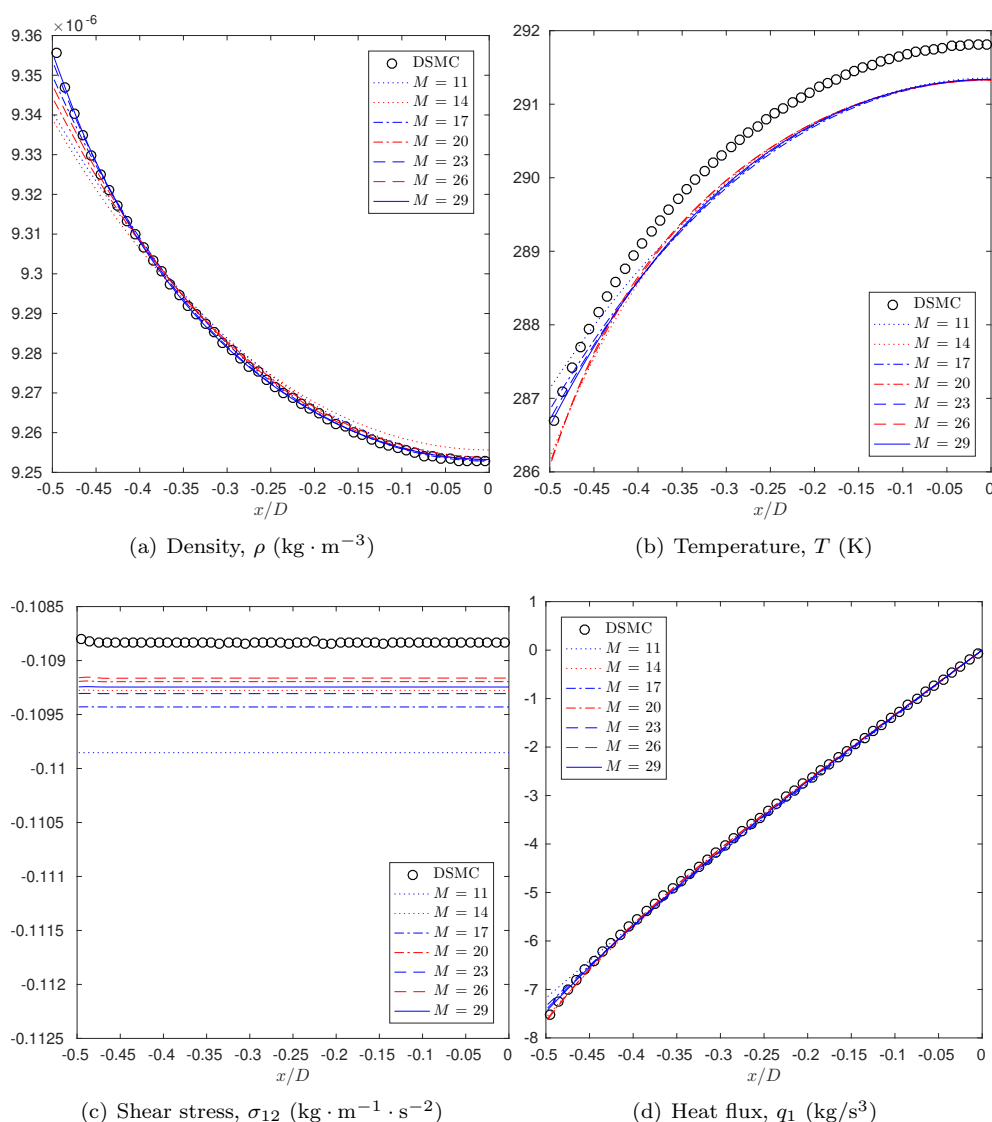 ×10⁻⁶
9.36
9.35
9.34
9.33
9.32
9.31
9.3
9.29
9.28
9.27
9.26
9.25
-0.5 -0.45 -0.4 -0.35 -0.3 -0.25 -0.2 -0.15 -0.1 -0.05 0
x/D
DSMC
M = 11
M = 14
M = 17
M = 20
M = 23
M = 26
M = 29
(a) Density, ρ (kg · m⁻³)
292
291
290
289
288
287
286
-0.5 -0.45 -0.4 -0.35 -0.3 -0.25 -0.2 -0.15 -0.1 -0.05 0
x/D
DSMC
M = 11
M = 14
M = 17
M = 20
M = 23
M = 26
M = 29
(b) Temperature, T (K)
-0.1085
-0.109
-0.1095
-0.11
-0.1105
-0.111
-0.1115
-0.112
-0.1125
-0.5 -0.45 -0.4 -0.35 -0.3 -0.25 -0.2 -0.15 -0.1 -0.05 0
x/D
DSMC
M = 11
M = 14
M = 17
M = 20
M = 23
M = 26
M = 29
(c) Shear stress, σ₁₂ (kg · m⁻¹ · s⁻²)
1
0
-1
-2
-3
-4
-5
-6
-7
-8
-0.5 -0.45 -0.4 -0.35 -0.3 -0.25 -0.2 -0.15 -0.1 -0.05 0
x/D
DSMC
M = 11
M = 14
M = 17
M = 20
M = 23
M = 26
M = 29
(d) Heat flux, q₁ (kg/s³)